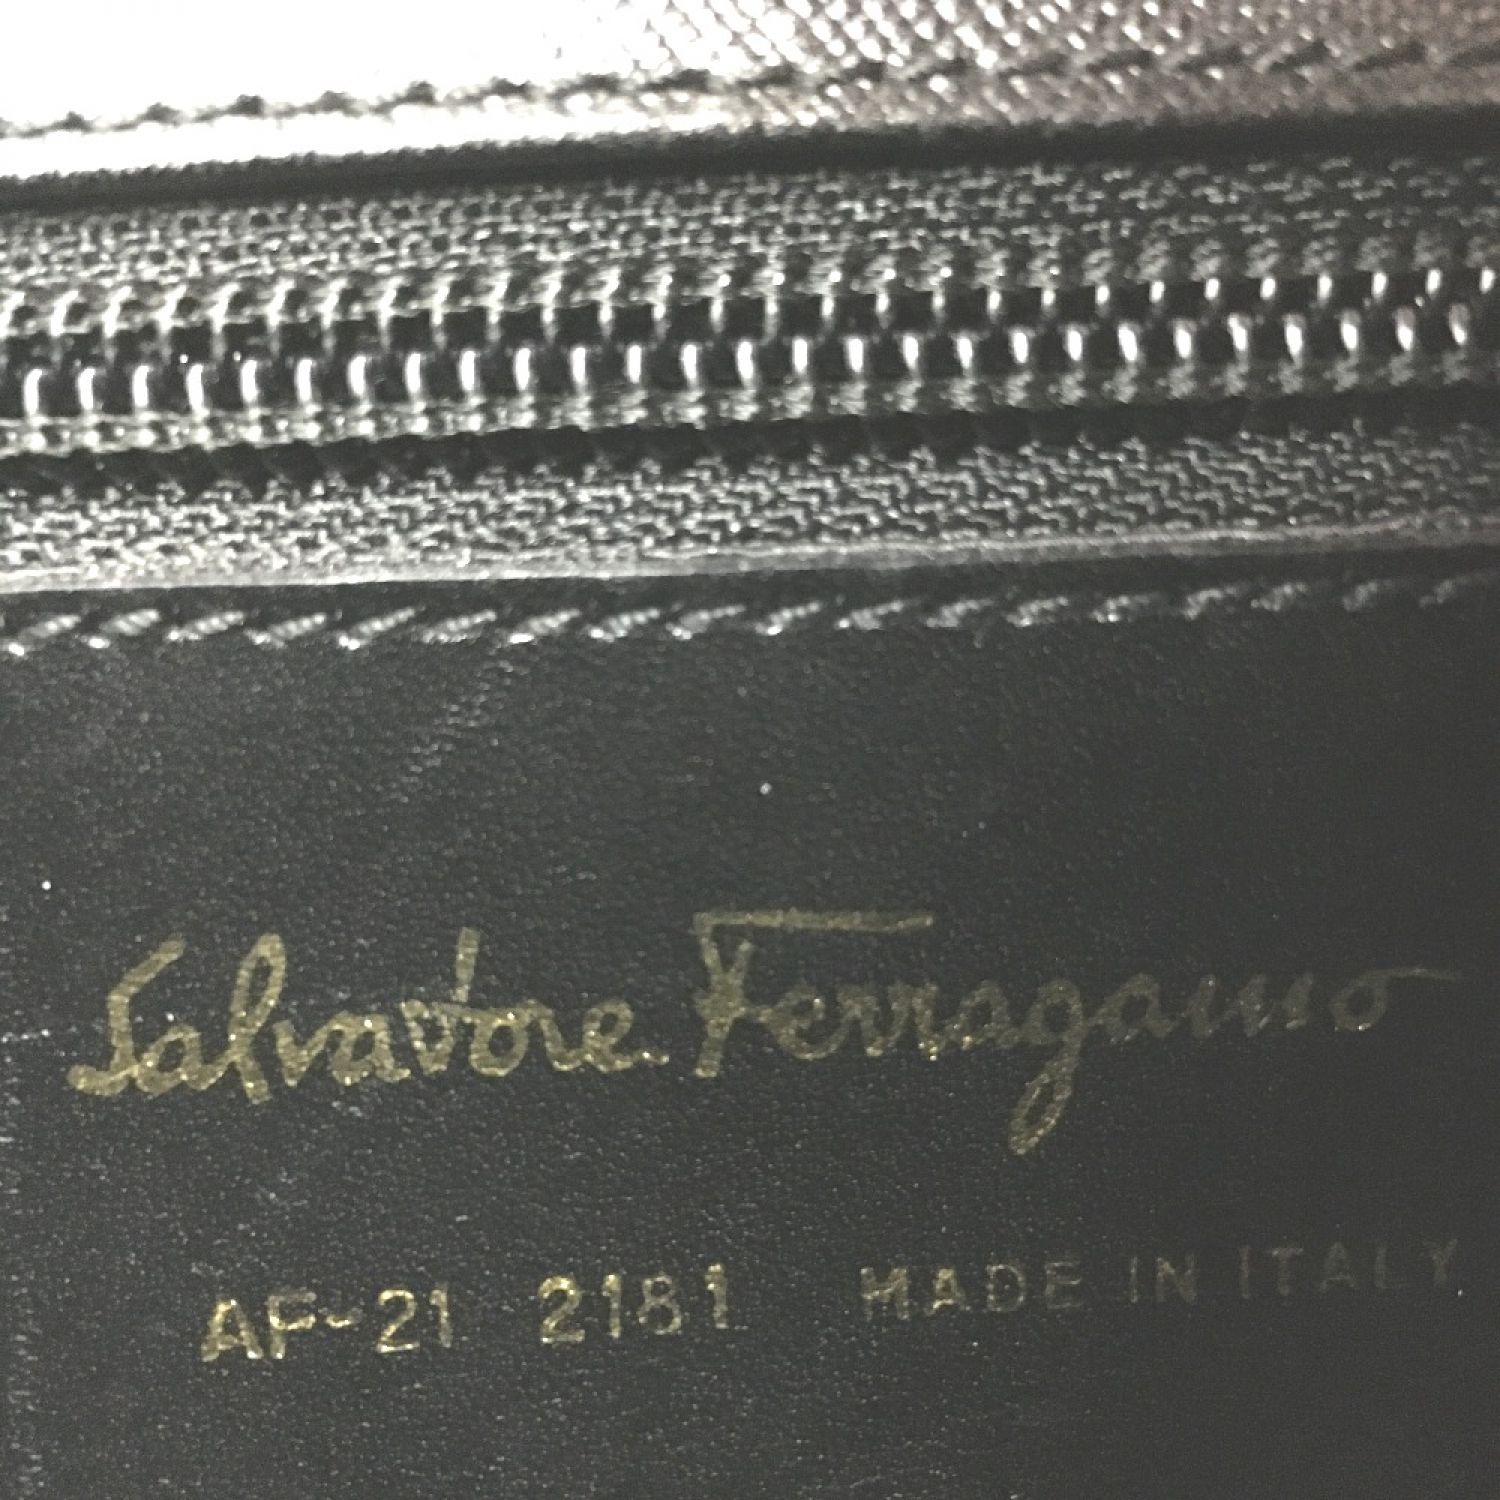 Salvatore Ferragamo
AF-21 2181 MADE IN ITALY